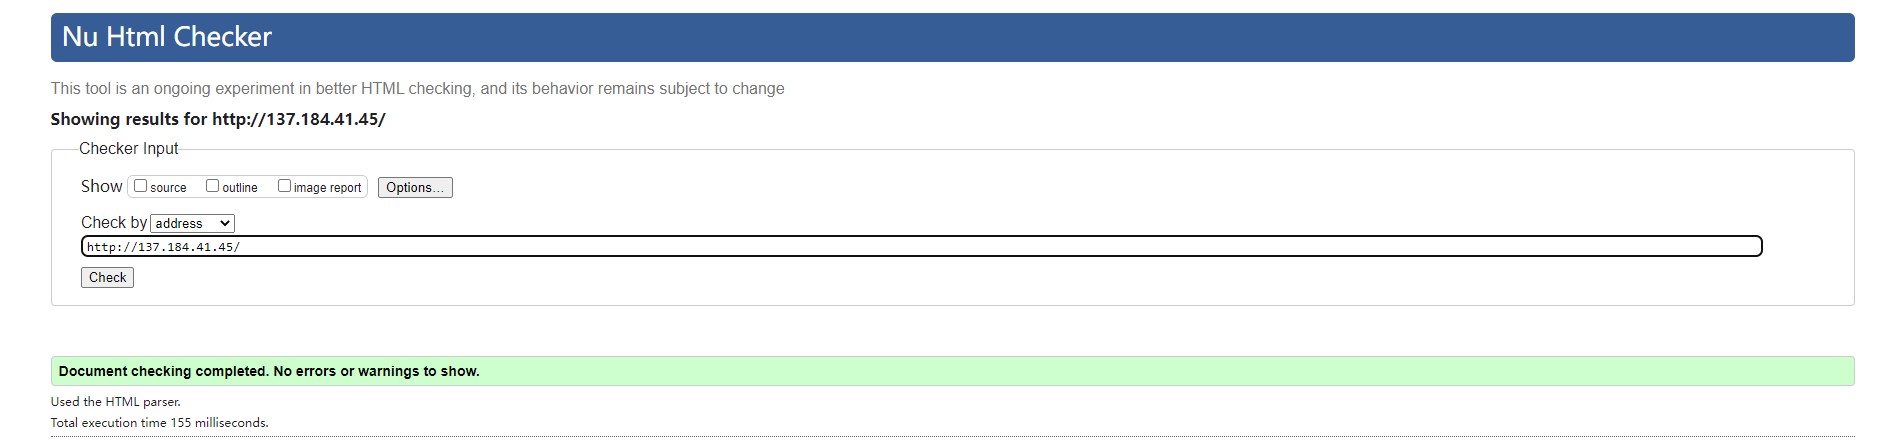 Nu Html Checker
This tool is an ongoing experiment in better HTML checking, and its behavior remains subject to change
Showing results for http://137.184.41.45/
Checker Input
Show source outline image report Options...
Check by address
http://137.184.41.45/
Check
Document checking completed. No errors or warnings to show.
Used the HTML parser.
Total execution time 155 milliseconds.